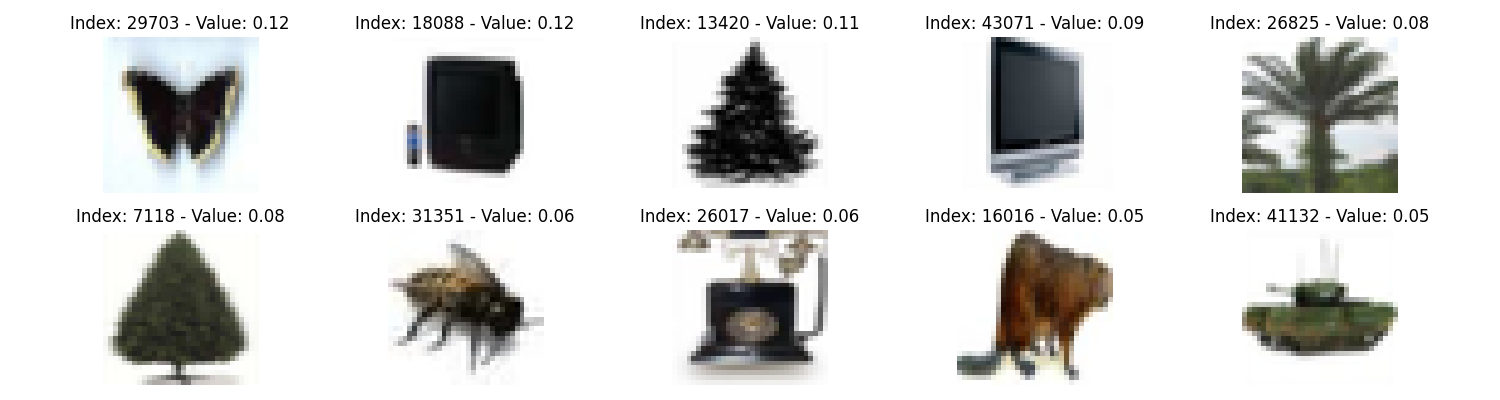 Index: 29703 - Value: 0.12
Index: 18088 - Value: 0.12
Index: 13420 - Value: 0.11
Index: 43071 - Value: 0.09
Index: 26825 - Value: 0.08
Index: 7118 - Value: 0.08
Index: 31351 - Value: 0.06
Index: 26017 - Value: 0.06
Index: 16016 - Value: 0.05
Index: 41132 - Value: 0.05